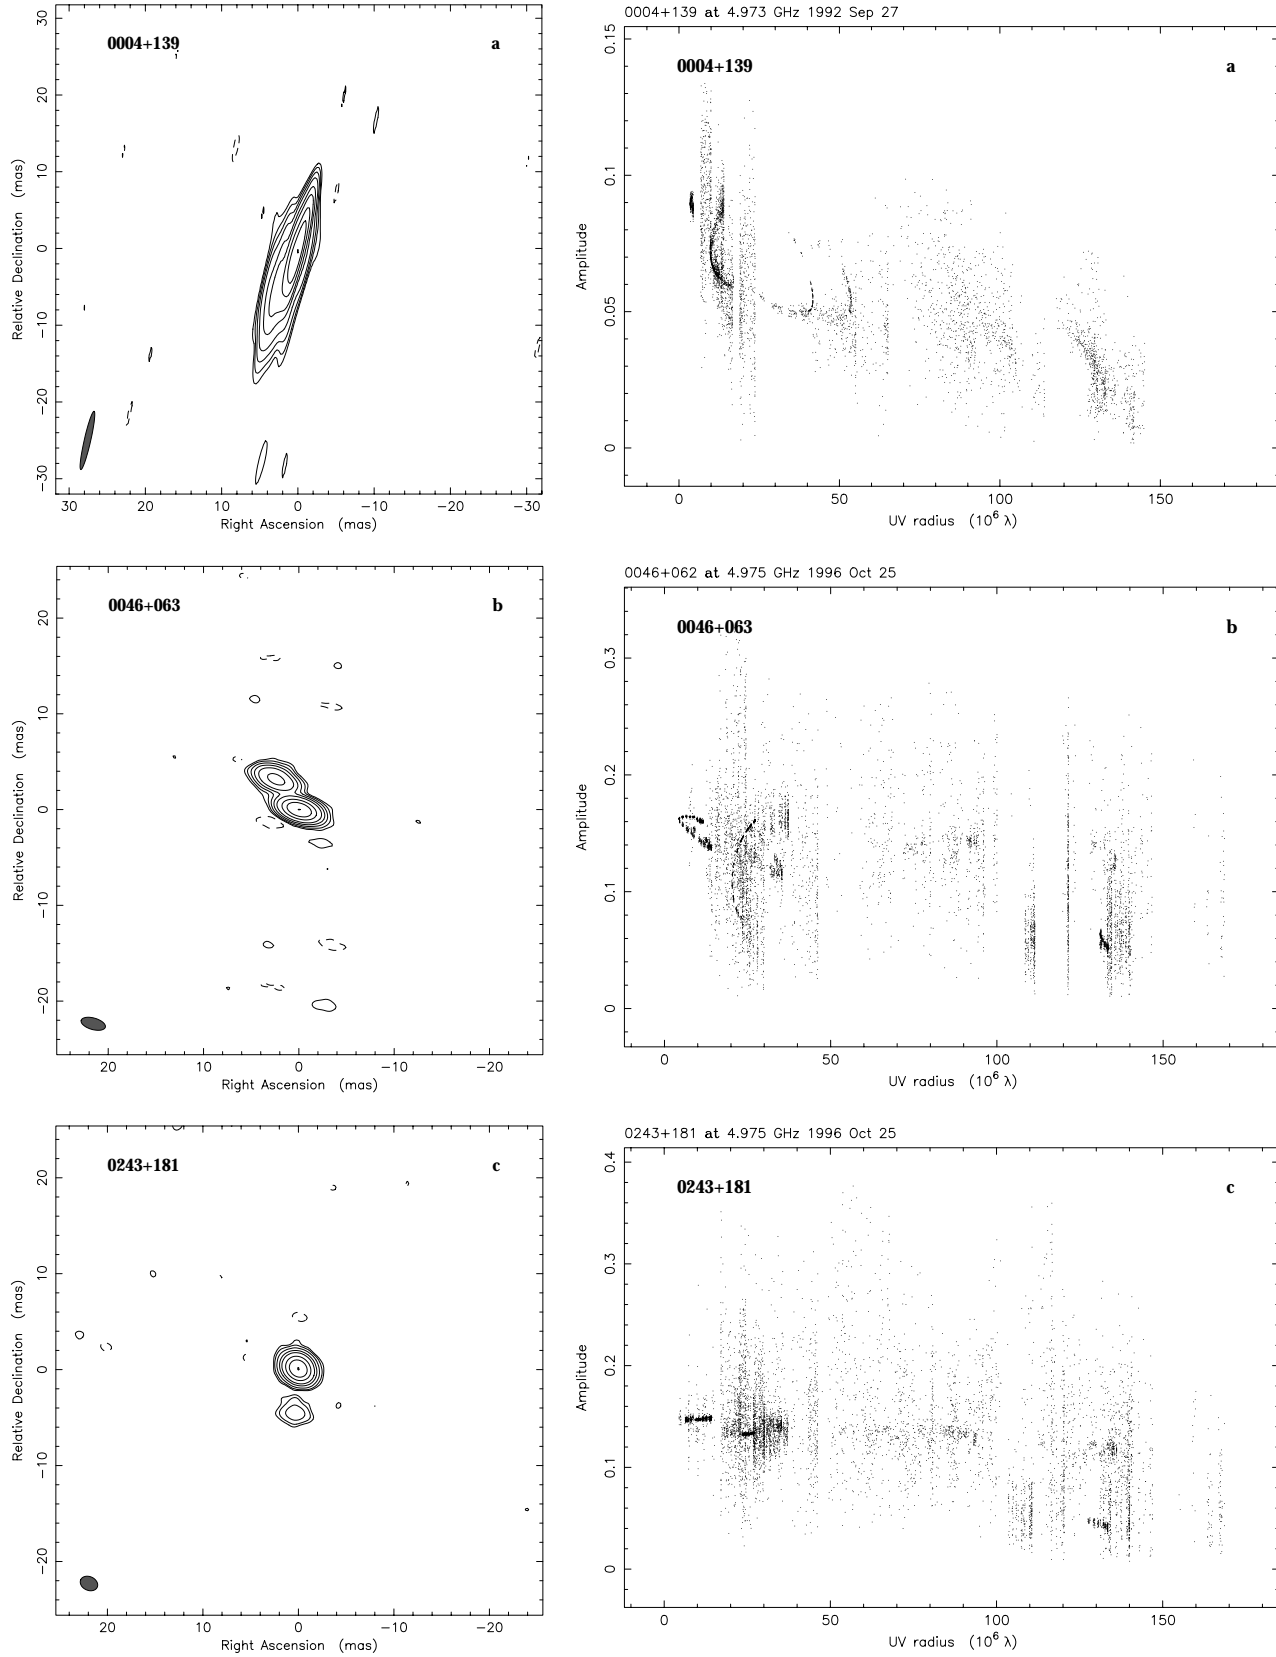 0004+139 a
30
20
10
0
−10
−20
−30
Relative Declination (mas)
30 20 10 0 −10 −20 −30
Right Ascension (mas)
0004+139 at 4.973 GHz 1992 Sep 27
0004+139 a
0.15
0.1
0.05
0
Amplitude
0 50 100 150
UV radius (10⁶ λ)
0046+063 b
20
10
0
−10
−20
Relative Declination (mas)
20 10 0 −10 −20
Right Ascension (mas)
0046+062 at 4.975 GHz 1996 Oct 25
0046+063 b
0.3
0.2
0.1
0
Amplitude
0 50 100 150
UV radius (10⁶ λ)
0243+181 c
20
10
0
−10
−20
Relative Declination (mas)
20 10 0 −10 −20
Right Ascension (mas)
0243+181 at 4.975 GHz 1996 Oct 25
0243+181 c
0.4
0.3
0.2
0.1
0
Amplitude
0 50 100 150
UV radius (10⁶ λ)